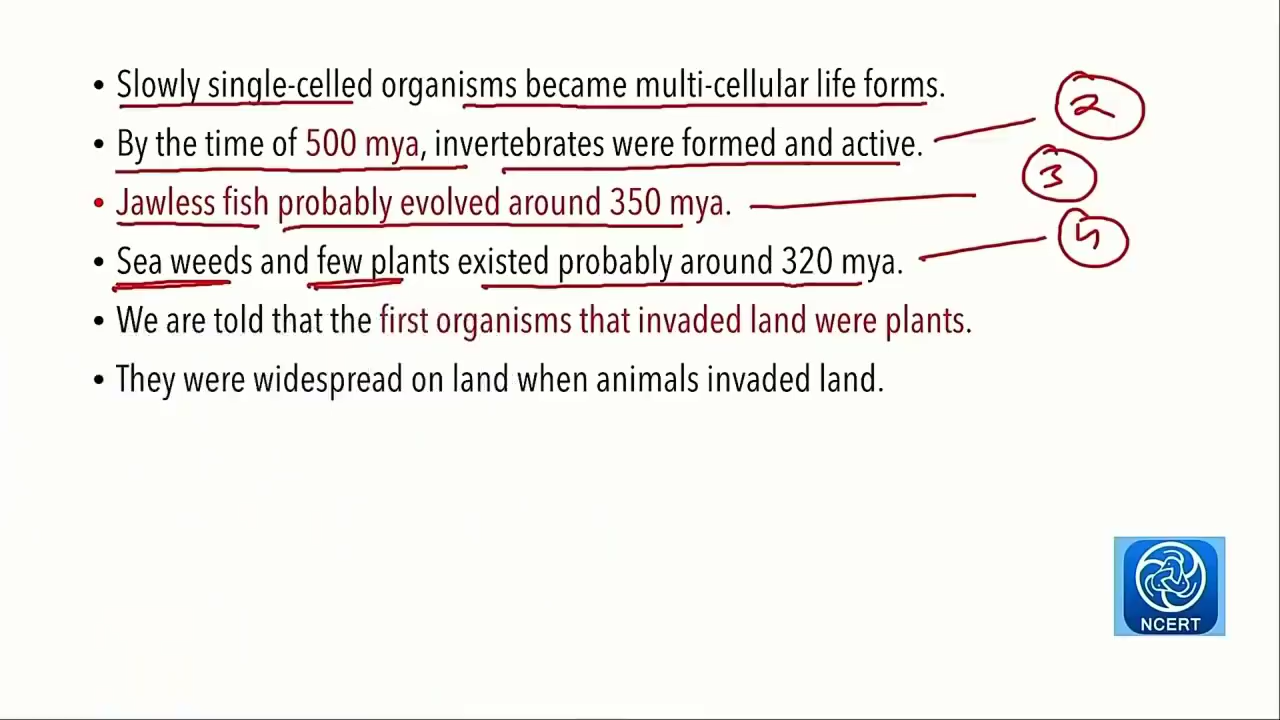 • Slowly single-celled organisms became multi-cellular life forms.
• By the time of 500 mya, invertebrates were formed and active.
2
• Jawless fish probably evolved around 350 mya.
3
• Sea weeds and few plants existed probably around 320 mya.
• We are told that the first organisms that invaded land were plants.
• They were widespread on land when animals invaded land.
NCERT